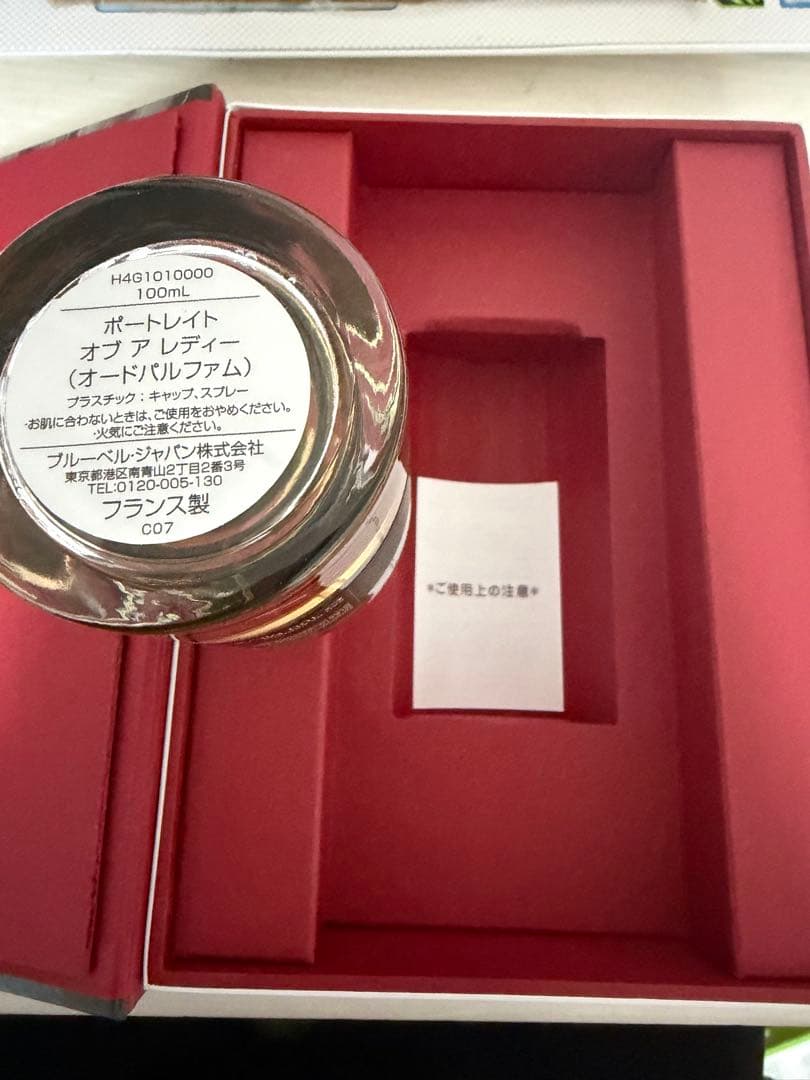 H4G1010000
100mL
ポートレイト
オブ ア レディー
(オードパルファム)
プラスチック：キャップ、スプレー
・お肌に合わないときは、ご使用をおやめください。
・火気にご注意ください。
ブルーベル・ジャパン株式会社
東京都港区南青山2丁目2番3号
TEL:0120-005-130
フランス製
C07
*ご使用上の注意*